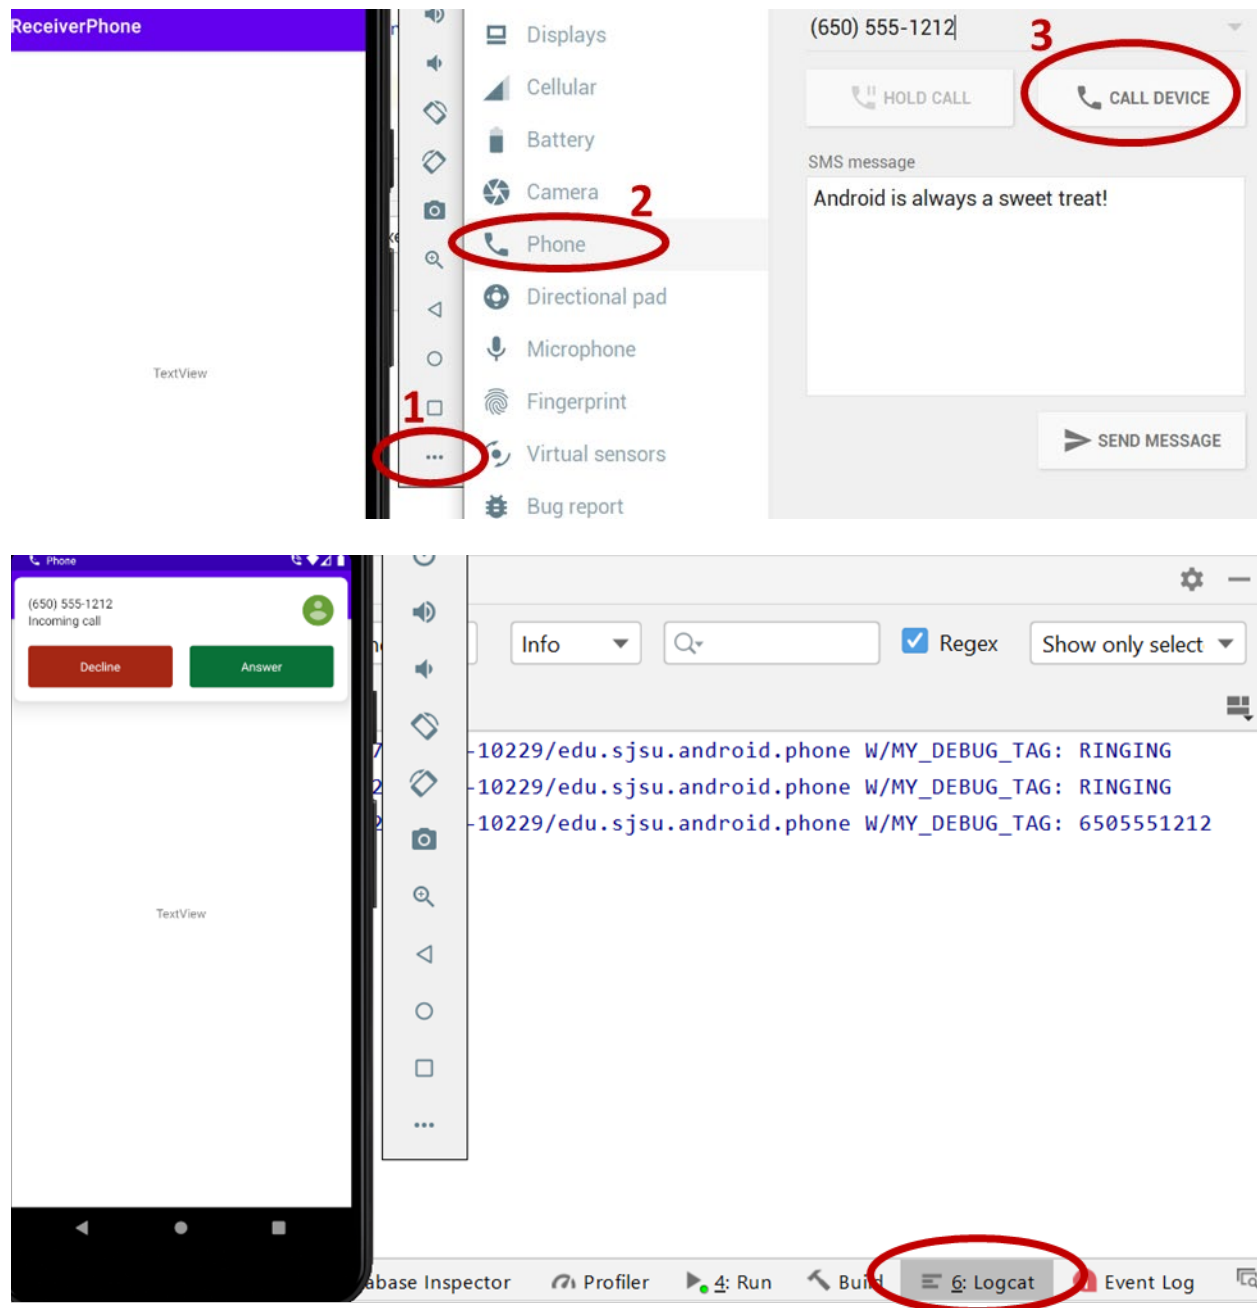 ReceiverPhone
TextView
1
Displays
Cellular
Battery
Camera
2
Phone
Directional pad
Microphone
Fingerprint
Virtual sensors
Bug report
(650) 555-1212
3
HOLD CALL
CALL DEVICE
SMS message
Android is always a sweet treat!
SEND MESSAGE
Phone
(650) 555-1212
Incoming call
Decline
Answer
TextView
Info
Regex
Show only select
-10229/edu.sjsu.android.phone W/MY_DEBUG_TAG: RINGING
-10229/edu.sjsu.android.phone W/MY_DEBUG_TAG: RINGING
-10229/edu.sjsu.android.phone W/MY_DEBUG_TAG: 6505551212
abase Inspector
Profiler
4: Run
Build
6: Logcat
Event Log